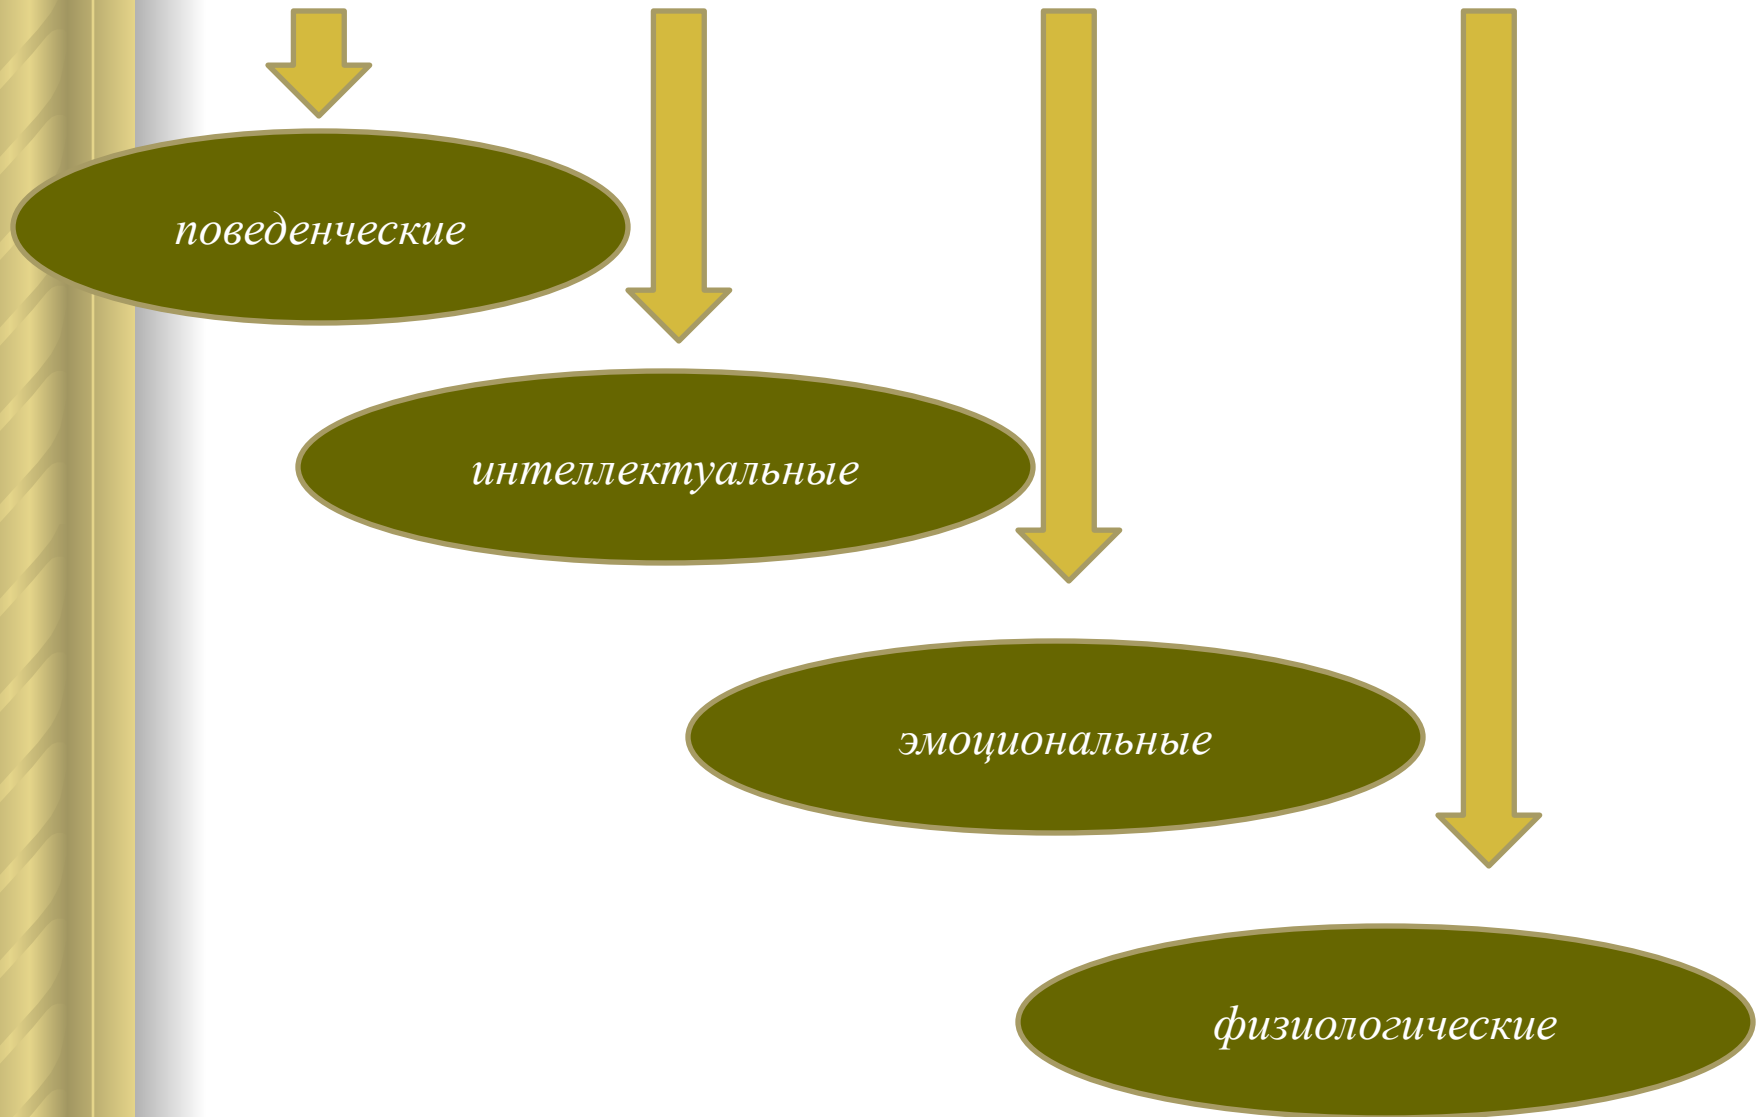 поведенческие
интеллектуальные
эмоциональные
физиологические